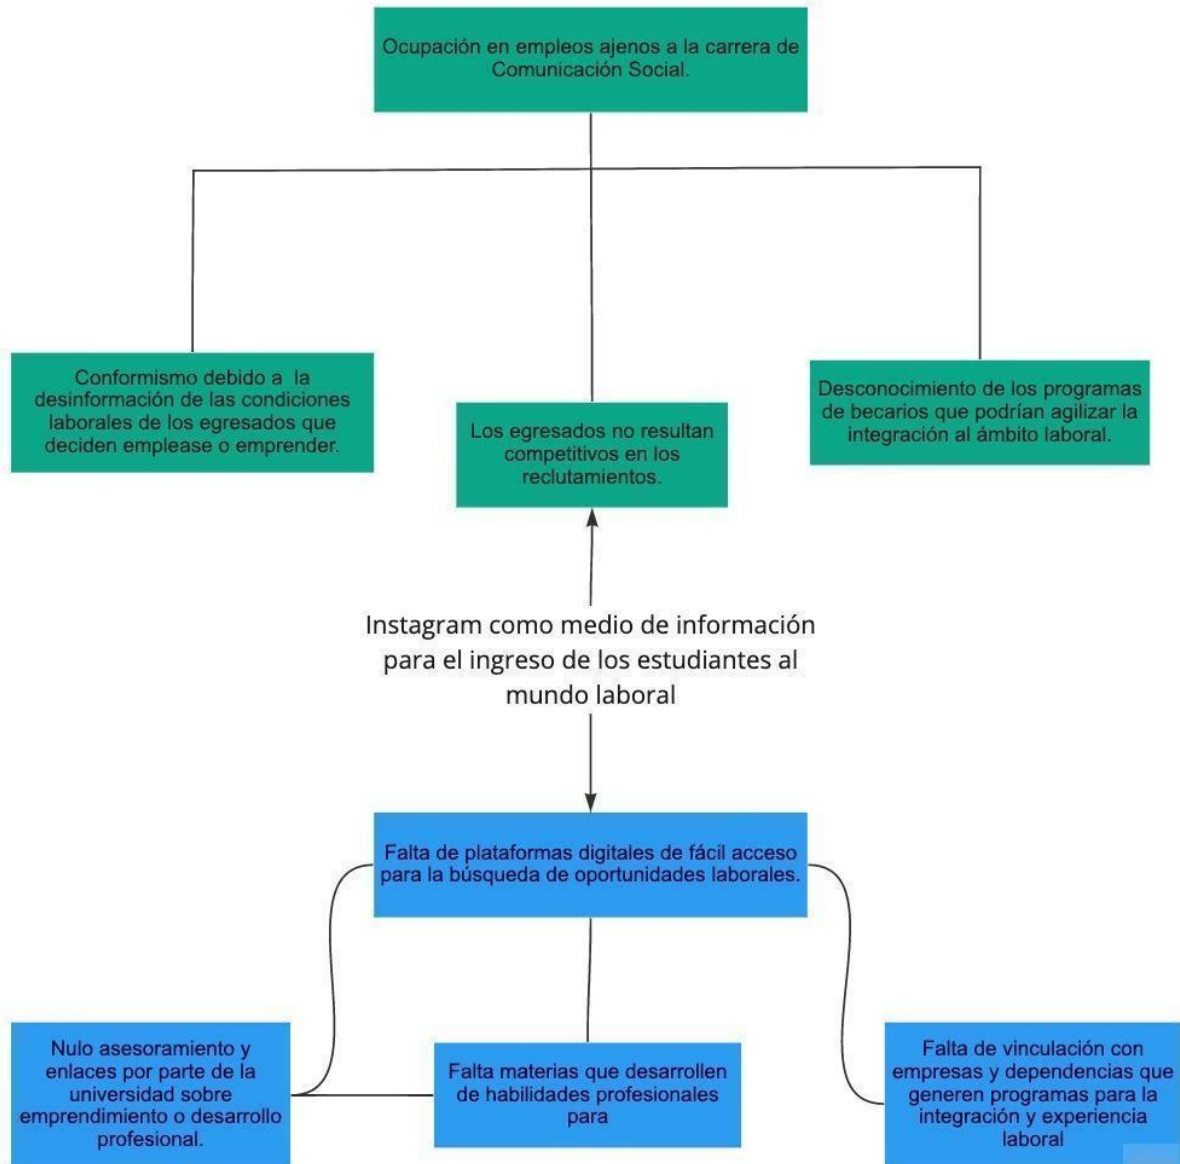 Ocupación en empleos ajenos a la carrera de
Comunicación Social.
Conformismo debido a la
desinformación de las condiciones
laborales de los egresados que
deciden emplease o emprender.
Los egresados no resultan
competitivos en los
reclutamientos.
Desconocimiento de los programas
de becarios que podrían agilizar la
integración al ámbito laboral.
Instagram como medio de información
para el ingreso de los estudiantes al
mundo laboral
Falta de plataformas digitales de fácil acceso
para la búsqueda de oportunidades laborales.
Nulo asesoramiento y
enlaces por parte de la
universidad sobre
emprendimiento o desarrollo
profesional.
Falta materias que desarrollen
de habilidades profesionales
para
Falta de vinculación con
empresas y dependencias que
generen programas para la
integración y experiencia
laboral